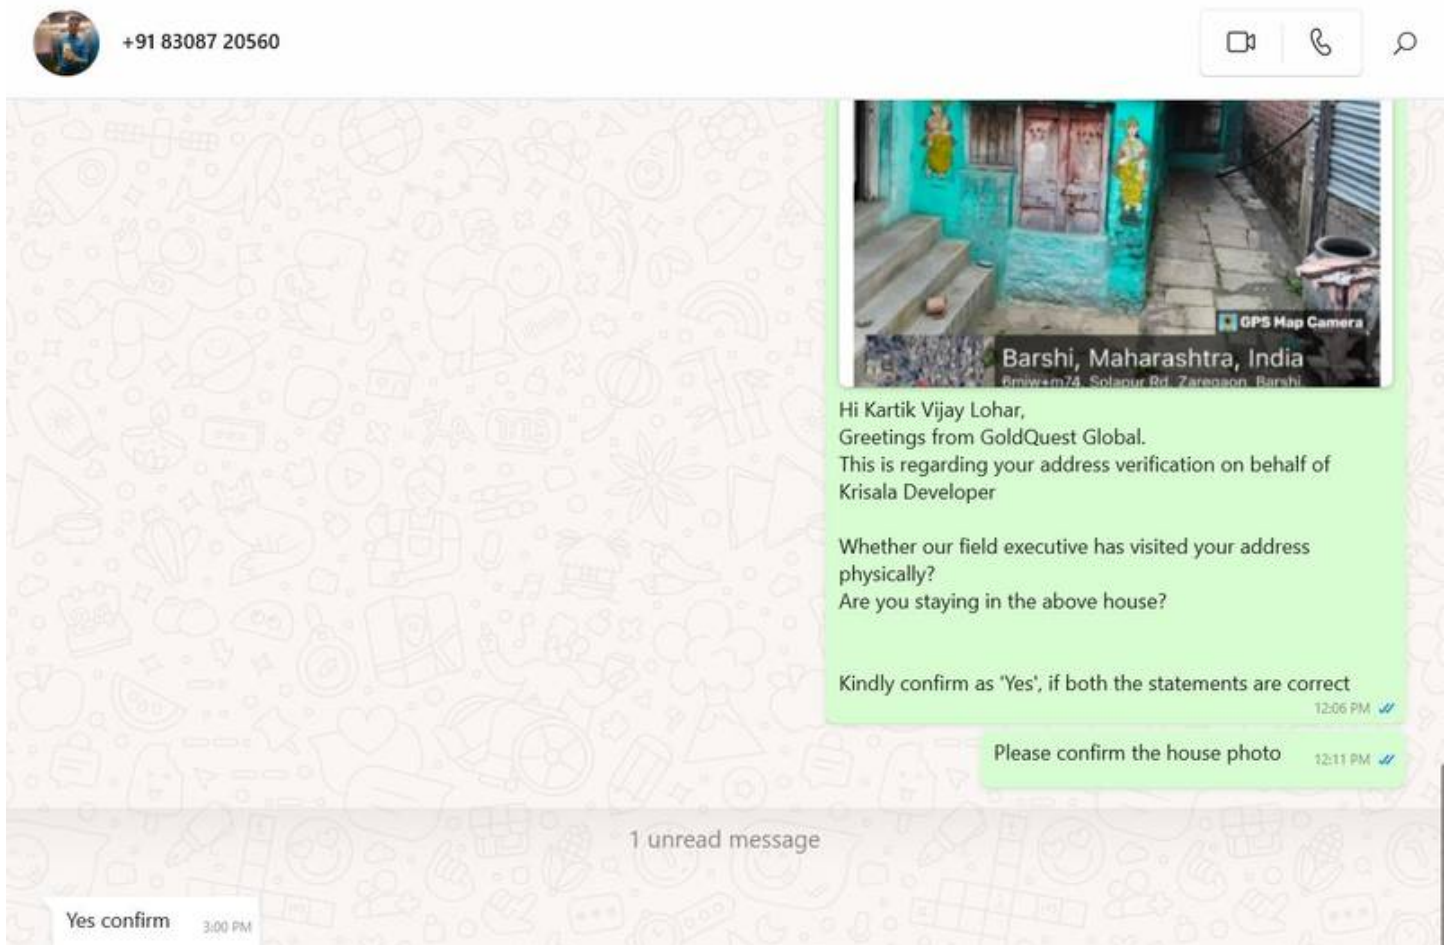 +91 83087 20560
GPS Map Camera
Barshi, Maharashtra, India
Solapur Rd, Zaregaon, Barshi
Hi Kartik Vijay Lohar,
Greetings from GoldQuest Global.
This is regarding your address verification on behalf of
Krisala Developer
Whether our field executive has visited your address
physically?
Are you staying in the above house?
Kindly confirm as 'Yes', if both the statements are correct
12:06 PM
Please confirm the house photo
12:11 PM
1 unread message
Yes confirm
3:00 PM